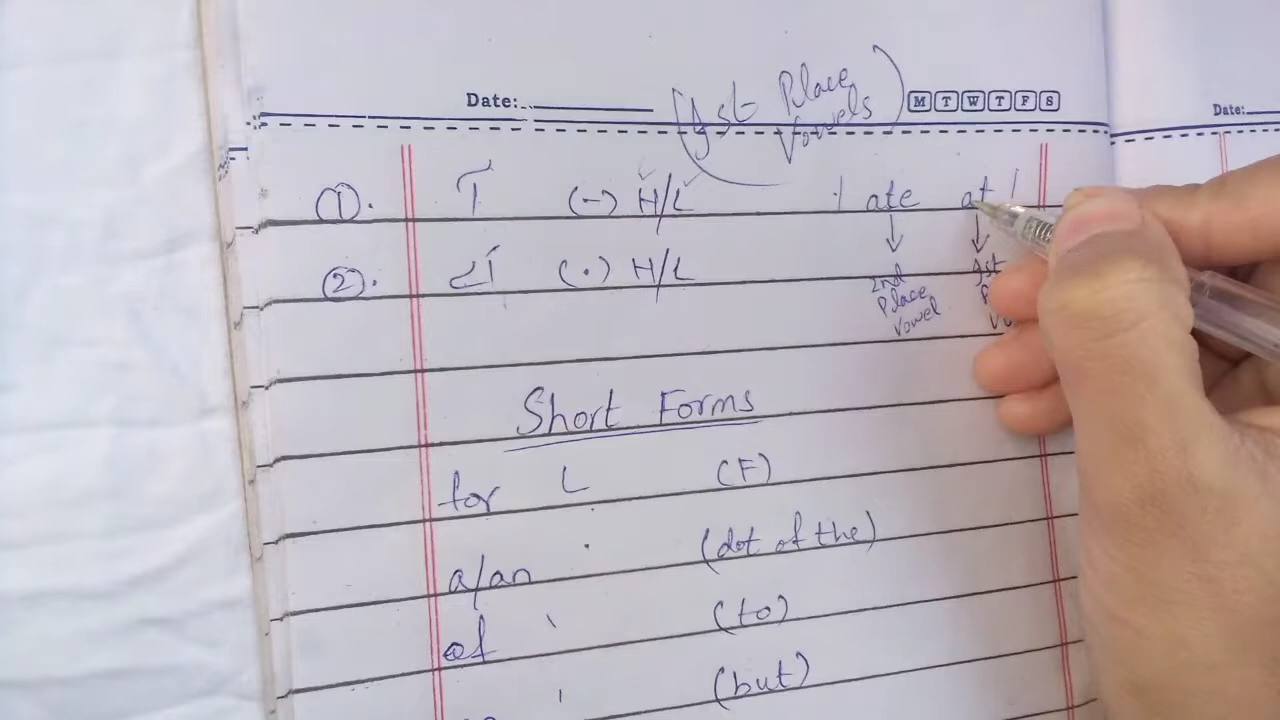 (1st Place
Vowels)
Date: M T W T F S
Date:
①. (-) H/L ate at
②. (.) H/L
2nd Place Vowel
1st
Short Forms
for (F)
a/an (dot of the)
of (to)
(but)